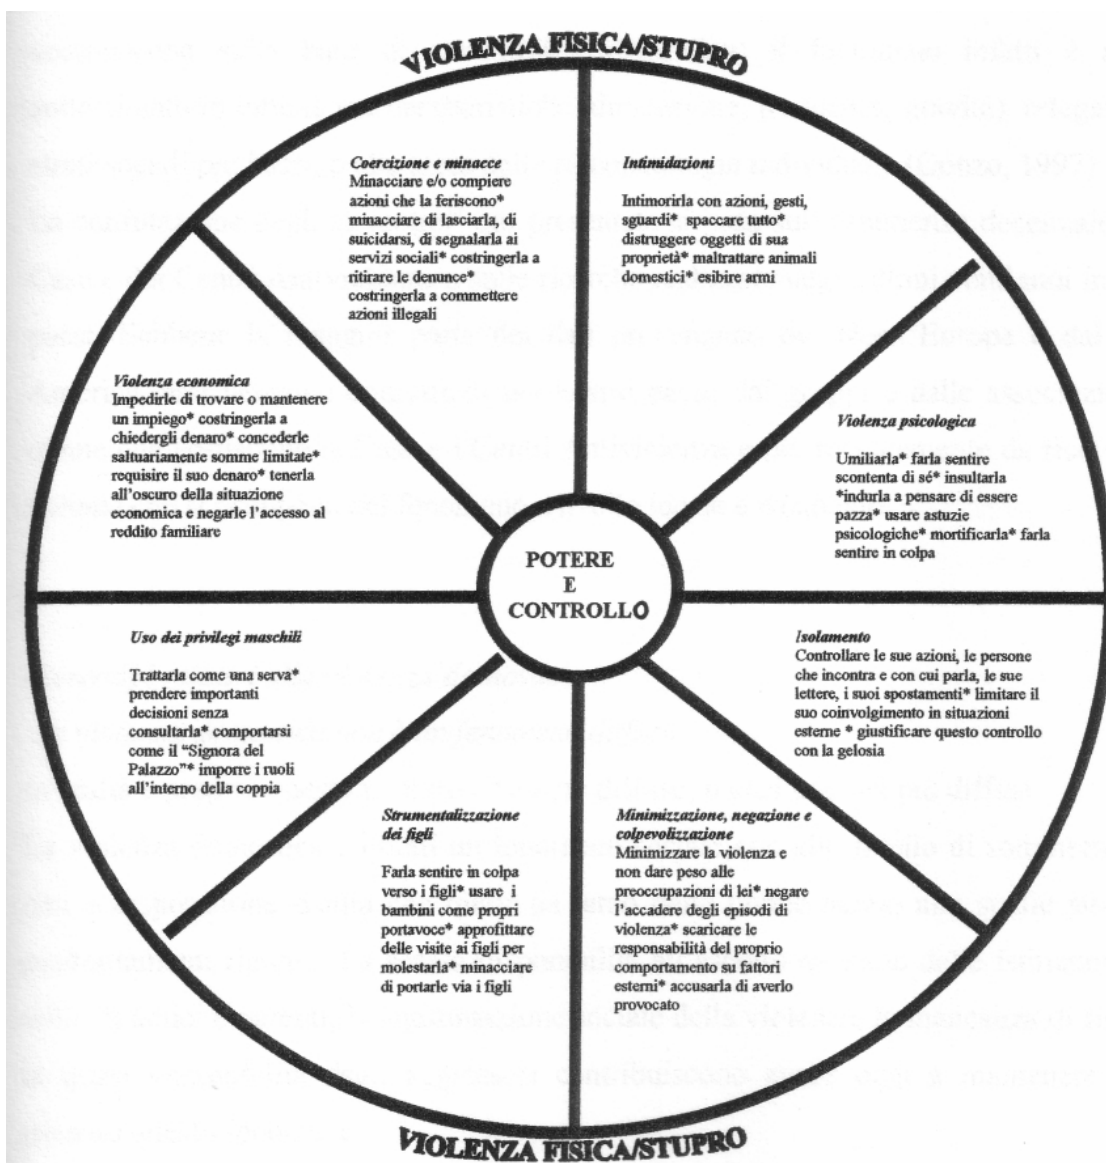 VIOLENZA FISICA/STUPRO
Coercizione e minacce
Minacciare e/o compiere
azioni che la feriscono*
minacciare di lasciarla, di
suicidarsi, di segnalarla ai
servizi sociali* costringerla a
ritirare le denunce*
costringerla a commettere
azioni illegali
Intimidazioni
Intimorirla con azioni, gesti,
sguardi* spaccare tutto*
distruggere oggetti di sua
proprietà* maltrattare animali
domestici* esibire armi
Violenza economica
Impedirle di trovare o mantenere
un impiego* costringerla a
chiedergli denaro* concederle
saltuariamente somme limitate*
requisire il suo denaro* tenerla
all'oscuro della situazione
economica e negarle l'accesso al
reddito familiare
Violenza psicologica
Umiliarla* farla sentire
scontenta di sé* insultarla
*indurla a pensare di essere
pazza* usare astuzie
psicologiche* mortificarla* farla
sentire in colpa
POTERE
E
CONTROLLO
Uso dei privilegi maschili
Trattarla come una serva*
prendere importanti
decisioni senza
consultarla* comportarsi
come il "Signora del
Palazzo"* imporre i ruoli
all'interno della coppia
Isolamento
Controllare le sue azioni, le persone
che incontra e con cui parla, le sue
lettere, i suoi spostamenti* limitare il
suo coinvolgimento in situazioni
esterne * giustificare questo controllo
con la gelosia
Strumentalizzazione
dei figli
Farla sentire in colpa
verso i figli* usare i
bambini come propri
portavoce* approfittare
delle visite ai figli per
molestarla* minacciare
di portarle via i figli
Minimizzazione, negazione e
colpevolizzazione
Minimizzare la violenza e
non dare peso alle
preoccupazioni di lei* negare
l'accadere degli episodi di
violenza* scaricare le
responsabilità del proprio
comportamento su fattori
esterni* accusarla di averlo
provocato
VIOLENZA FISICA/STUPRO